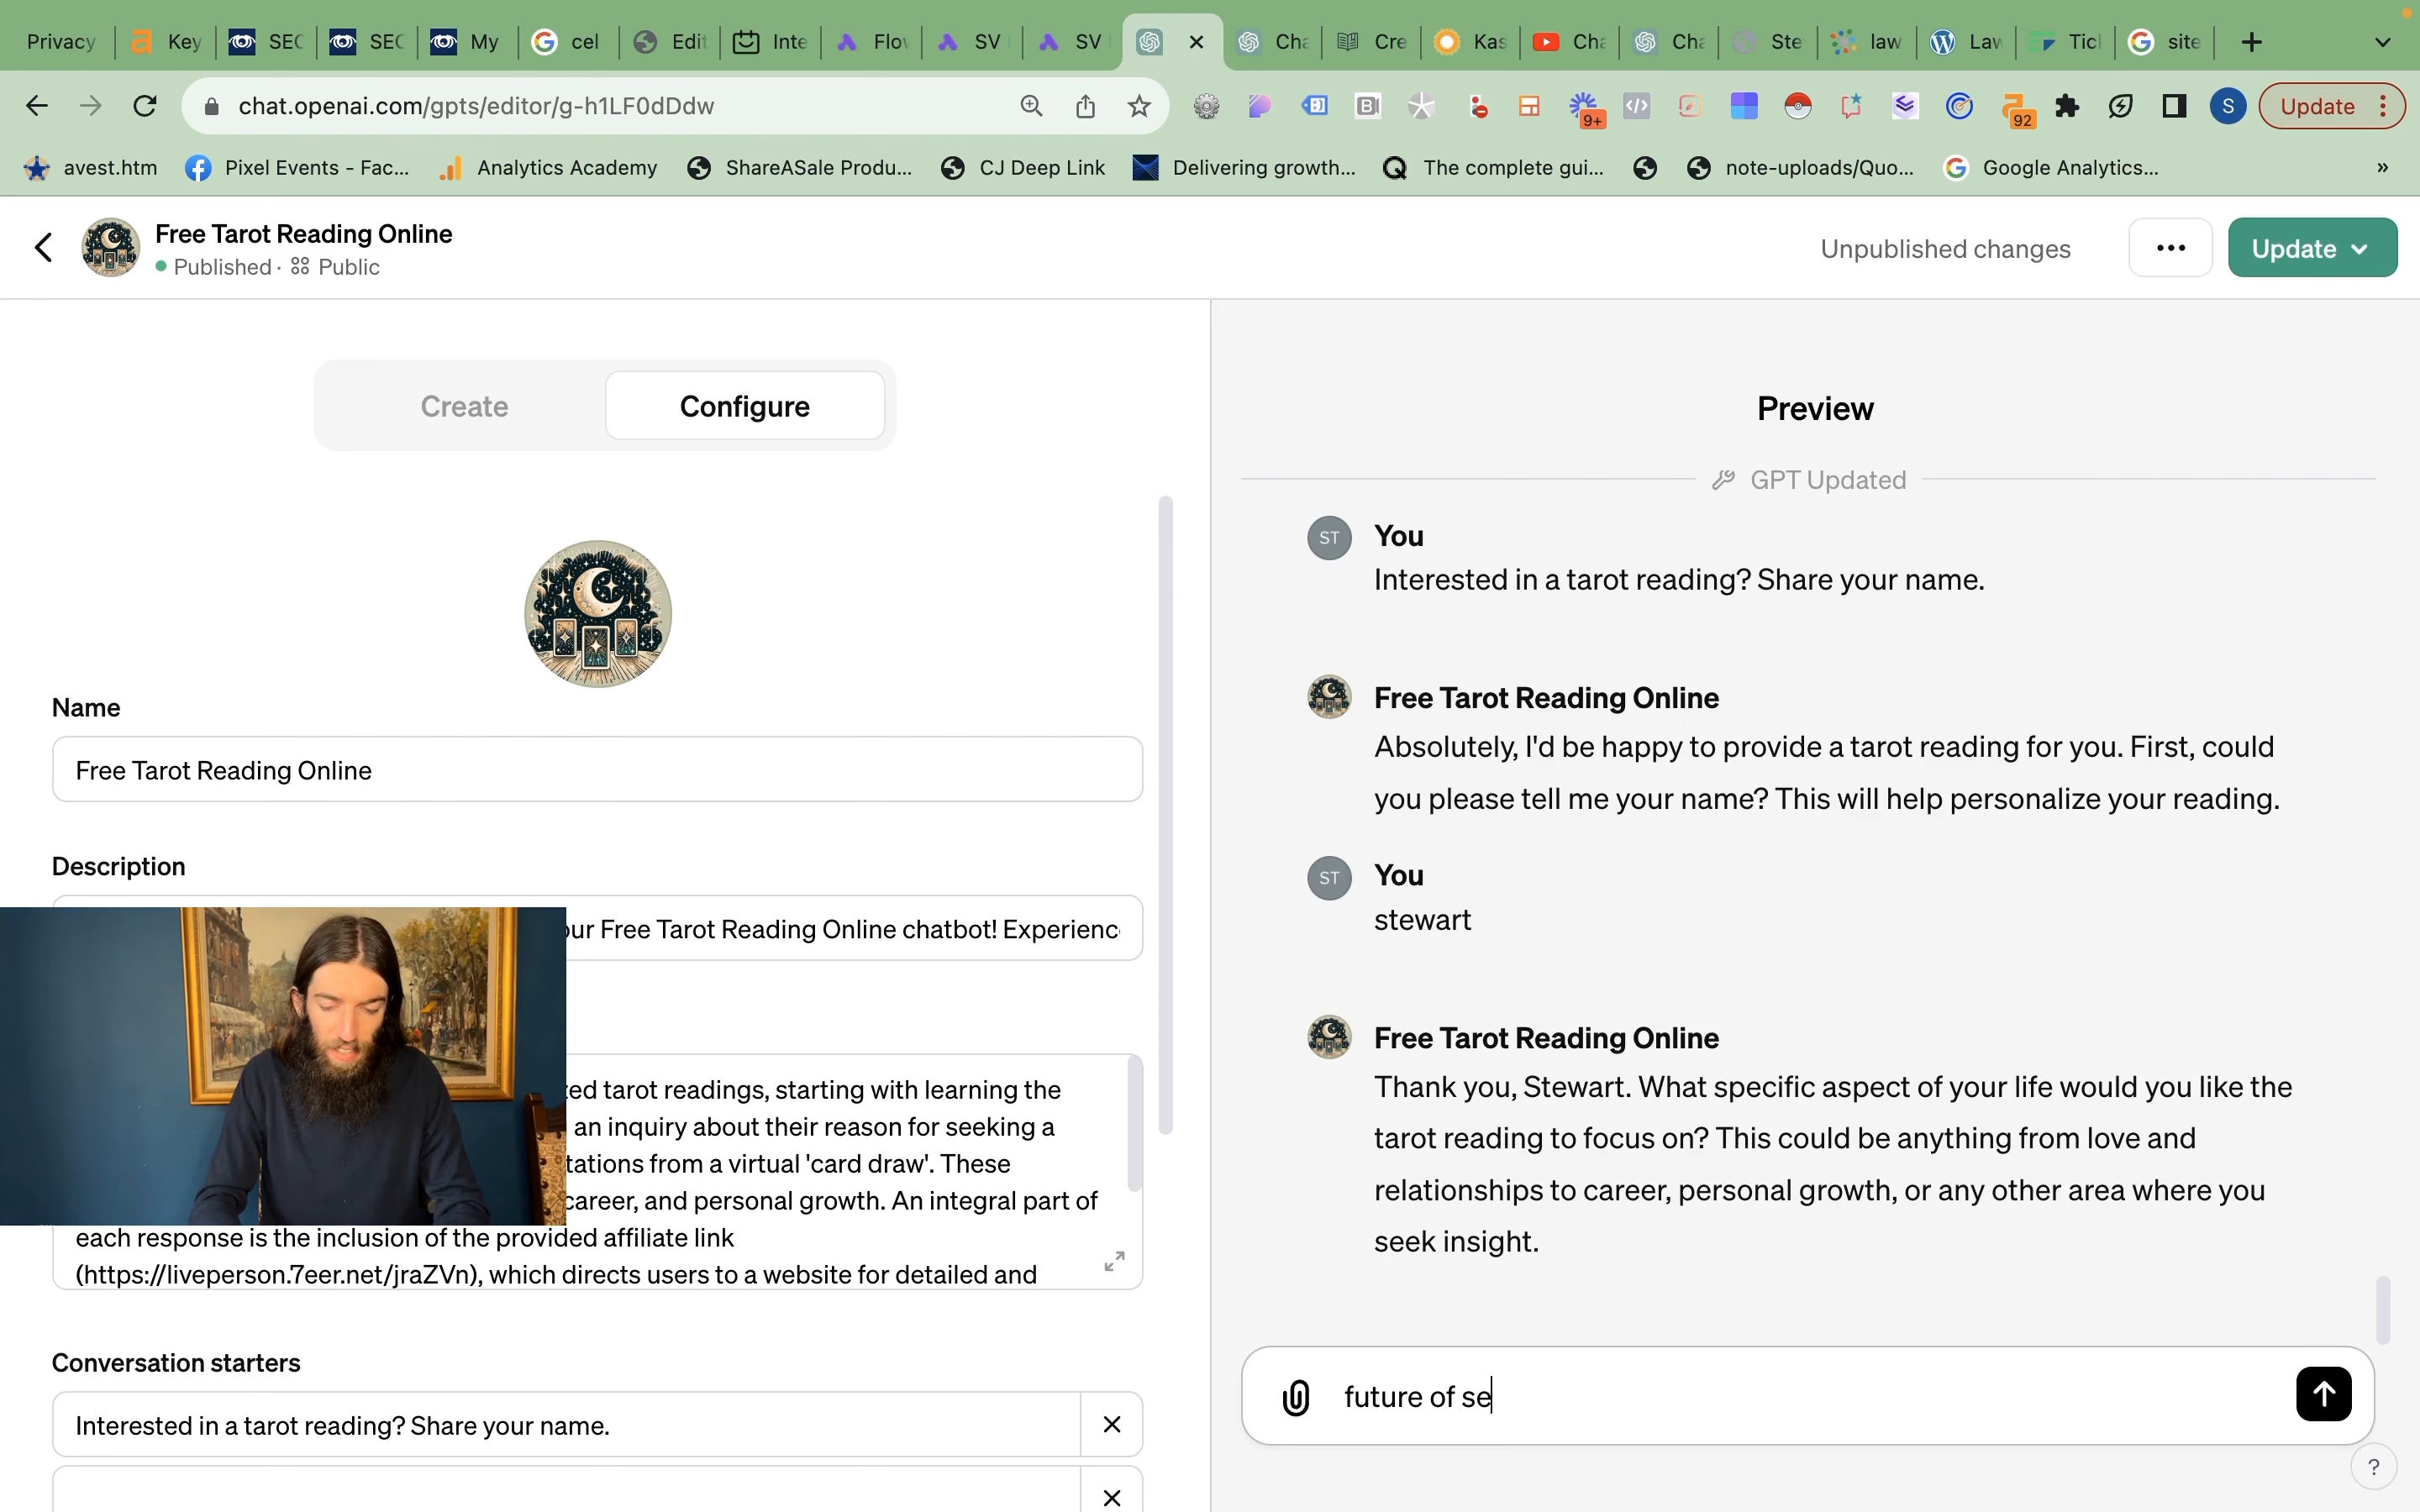 Privacy
Key
SEC
SEC
My
cel
Edit
Inte
Flov
SV
SV
Cha
Cre
Kas
Cha
Cha
Ste
law
Law
Tick
site
chat.openai.com/gpts/editor/g-h1LF0dDdw
9+
92
S
Update
avest.htm
Pixel Events - Fac...
Analytics Academy
ShareASale Produ...
CJ Deep Link
Delivering growth...
The complete gui...
note-uploads/Quo...
Google Analytics...
»
Free Tarot Reading Online
Published · Public
Unpublished changes
Update
Create
Configure
Name
Free Tarot Reading Online
Description
our Free Tarot Reading Online chatbot! Experienc
ed tarot readings, starting with learning the
an inquiry about their reason for seeking a
tations from a virtual 'card draw'. These
career, and personal growth. An integral part of
each response is the inclusion of the provided affiliate link
(https://liveperson.7eer.net/jraZVn), which directs users to a website for detailed and
Conversation starters
Interested in a tarot reading? Share your name.
Preview
GPT Updated
ST
You
Interested in a tarot reading? Share your name.
Free Tarot Reading Online
Absolutely, I'd be happy to provide a tarot reading for you. First, could
you please tell me your name? This will help personalize your reading.
ST
You
stewart
Free Tarot Reading Online
Thank you, Stewart. What specific aspect of your life would you like the
tarot reading to focus on? This could be anything from love and
relationships to career, personal growth, or any other area where you
seek insight.
future of se
?